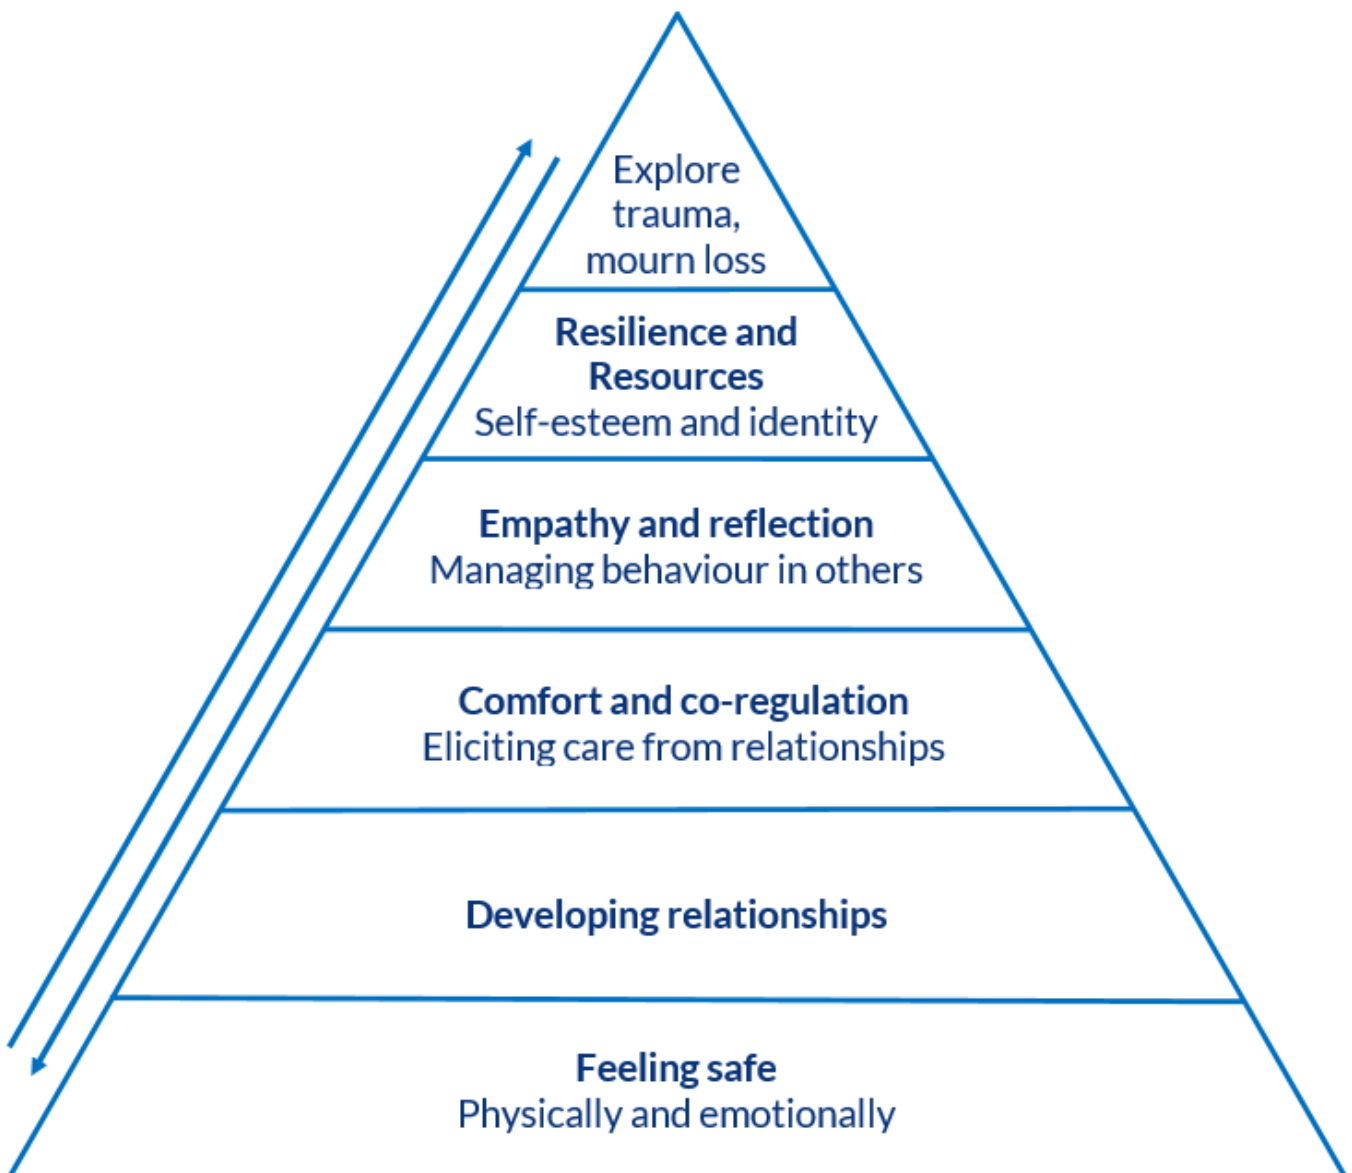 Explore
trauma,
mourn loss
Resilience and
Resources
Self-esteem and identity
Empathy and reflection
Managing behaviour in others
Comfort and co-regulation
Eliciting care from relationships
Developing relationships
Feeling safe
Physically and emotionally